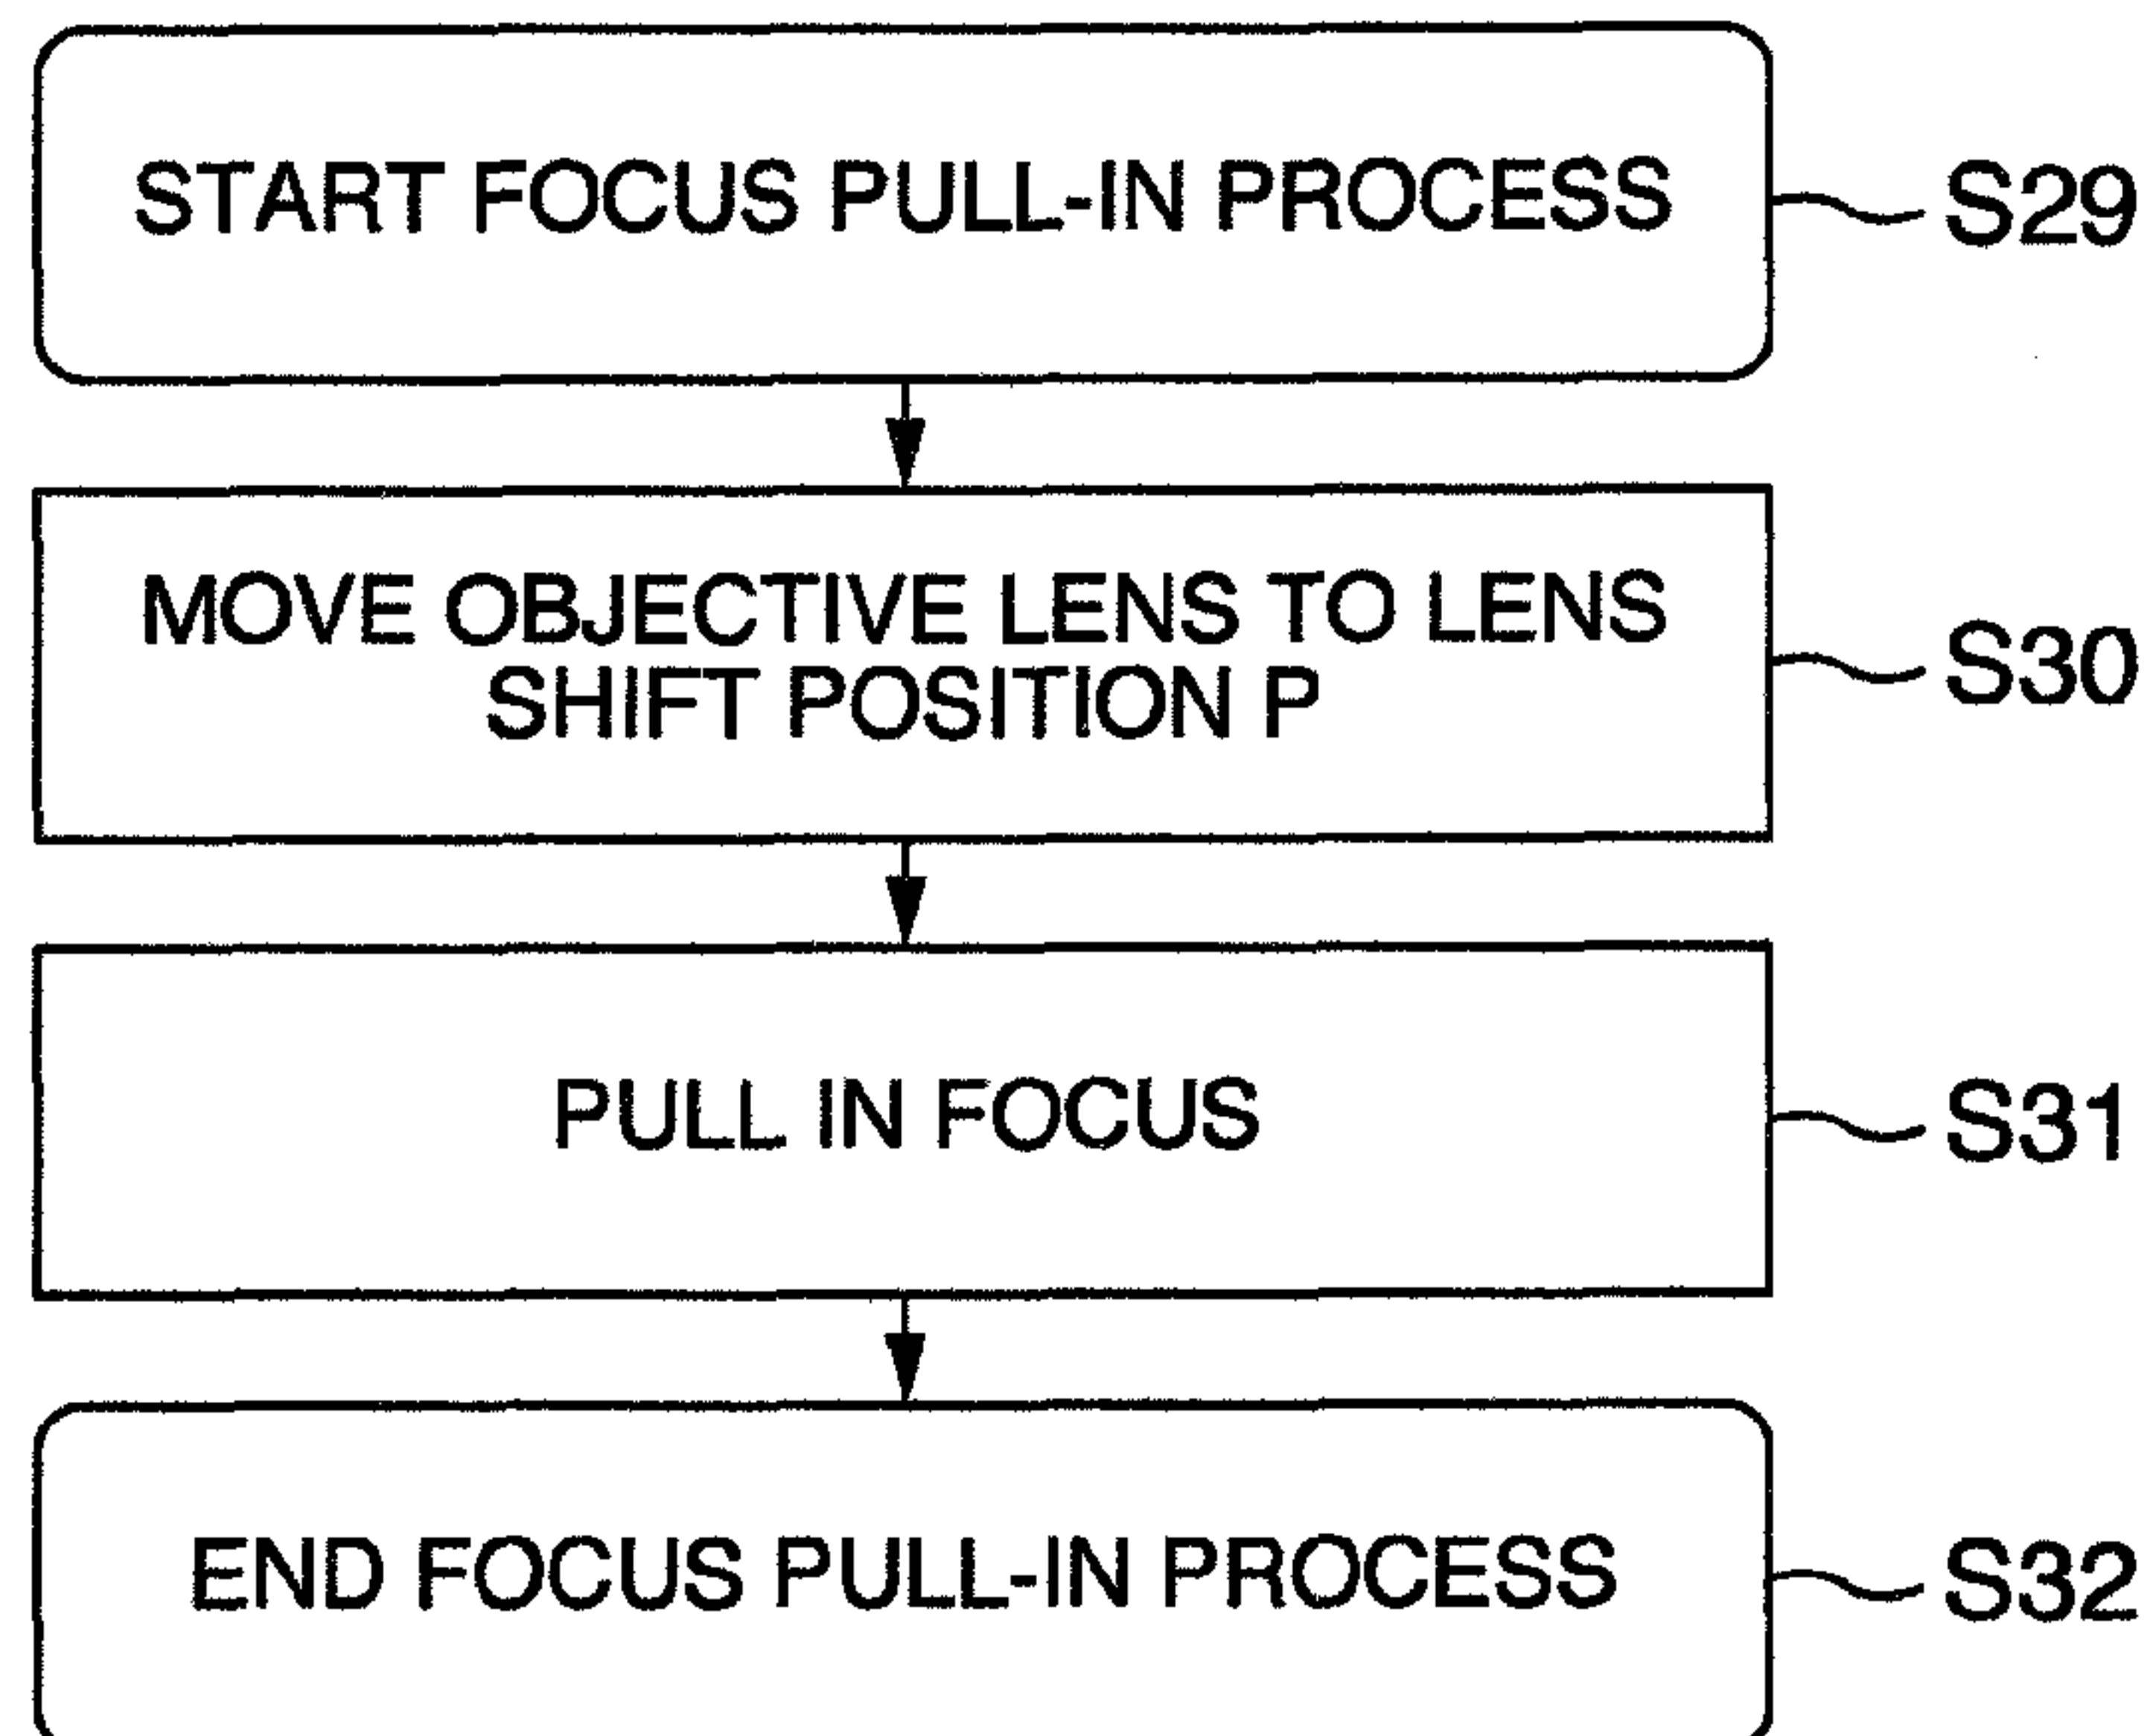 START FOCUS PULL-IN PROCESS
S29
MOVE OBJECTIVE LENS TO LENS
SHIFT POSITION P
S30
PULL IN FOCUS
S31
END FOCUS PULL-IN PROCESS
S32